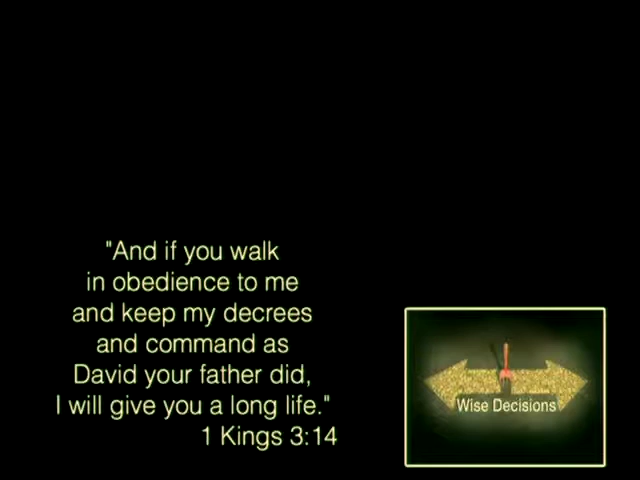 "And if you walk
in obedience to me
and keep my decrees
and command as
David your father did,
I will give you a long life."
1 Kings 3:14
Wise Decisions